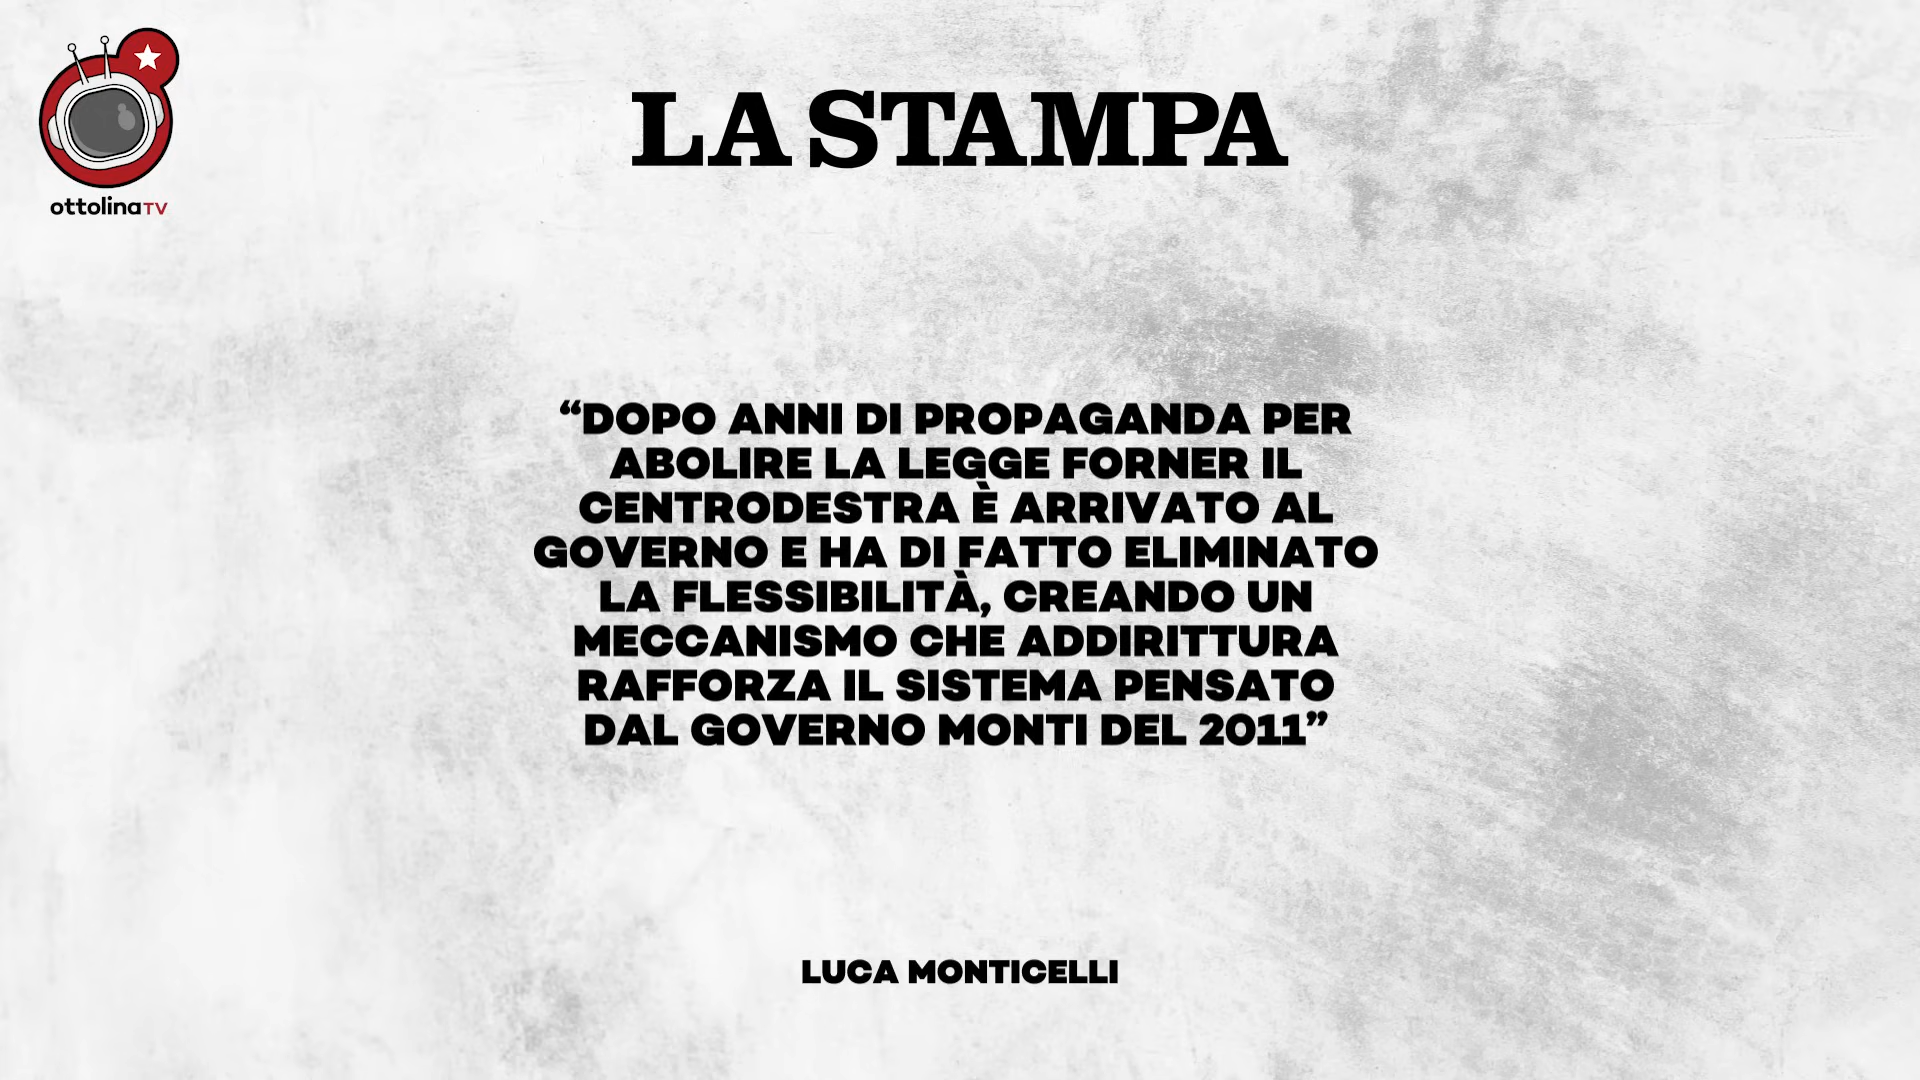 ottolinaTV
LA STAMPA
“DOPO ANNI DI PROPAGANDA PER
ABOLIRE LA LEGGE FORNER IL
CENTRODESTRA È ARRIVATO AL
GOVERNO E HA DI FATTO ELIMINATO
LA FLESSIBILITÀ, CREANDO UN
MECCANISMO CHE ADDIRITTURA
RAFFORZA IL SISTEMA PENSATO
DAL GOVERNO MONTI DEL 2011”
LUCA MONTICELLI